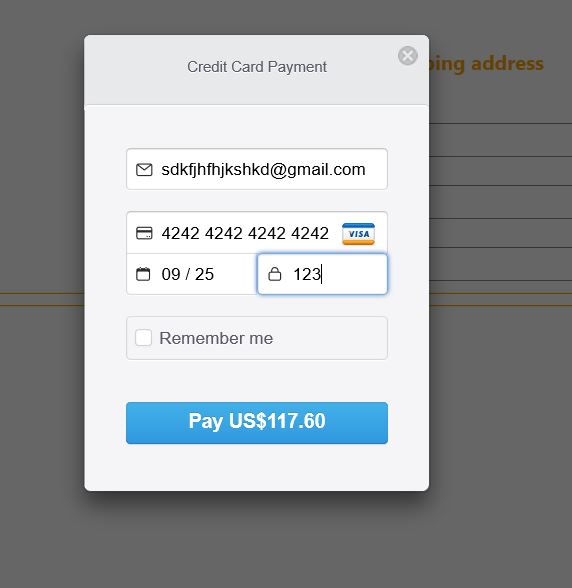 Credit Card Payment
ping address
sdkfjhfhjkshkd@gmail.com
4242 4242 4242 4242 VISA
09 / 25 123
Remember me
Pay US$117.60